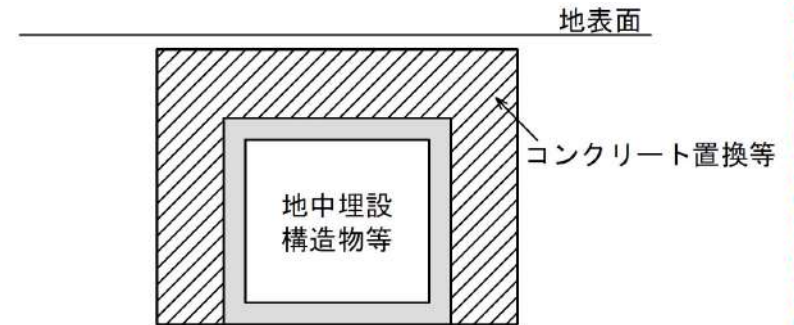 地表面
コンクリート置換等
地中埋設
構造物等